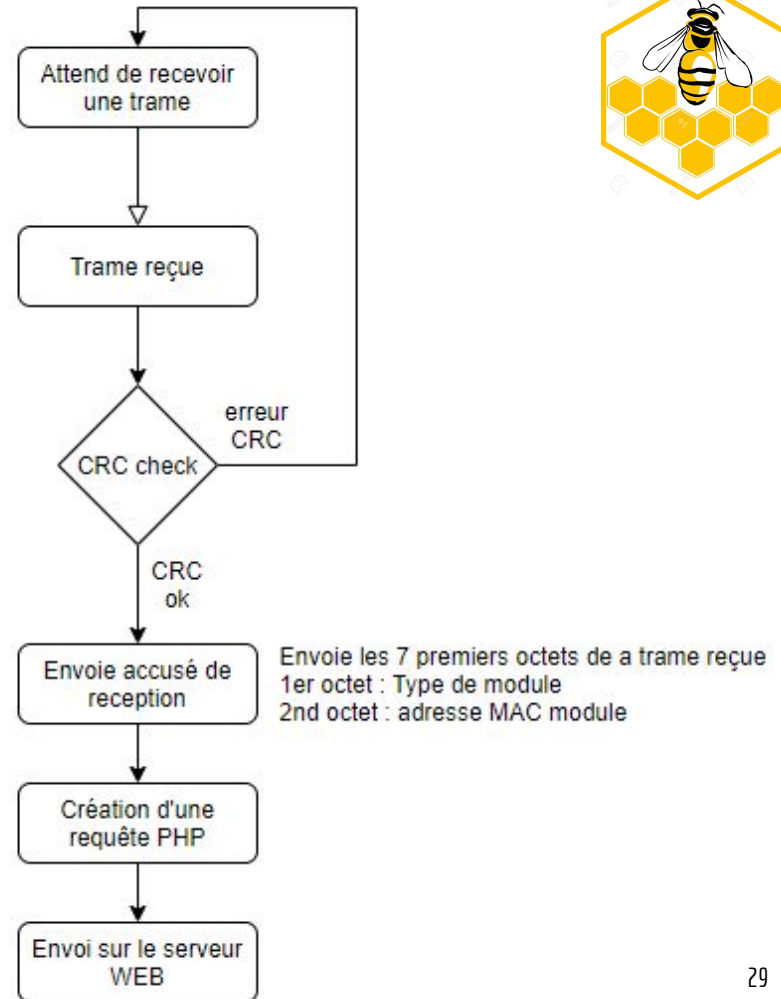 Attend de recevoir
une trame
Trame reçue
CRC check
erreur
CRC
CRC
ok
Envoie accusé de
reception
Envoie les 7 premiers octets de a trame reçue
1er octet : Type de module
2nd octet : adresse MAC module
Création d'une
requête PHP
Envoi sur le serveur
WEB
29